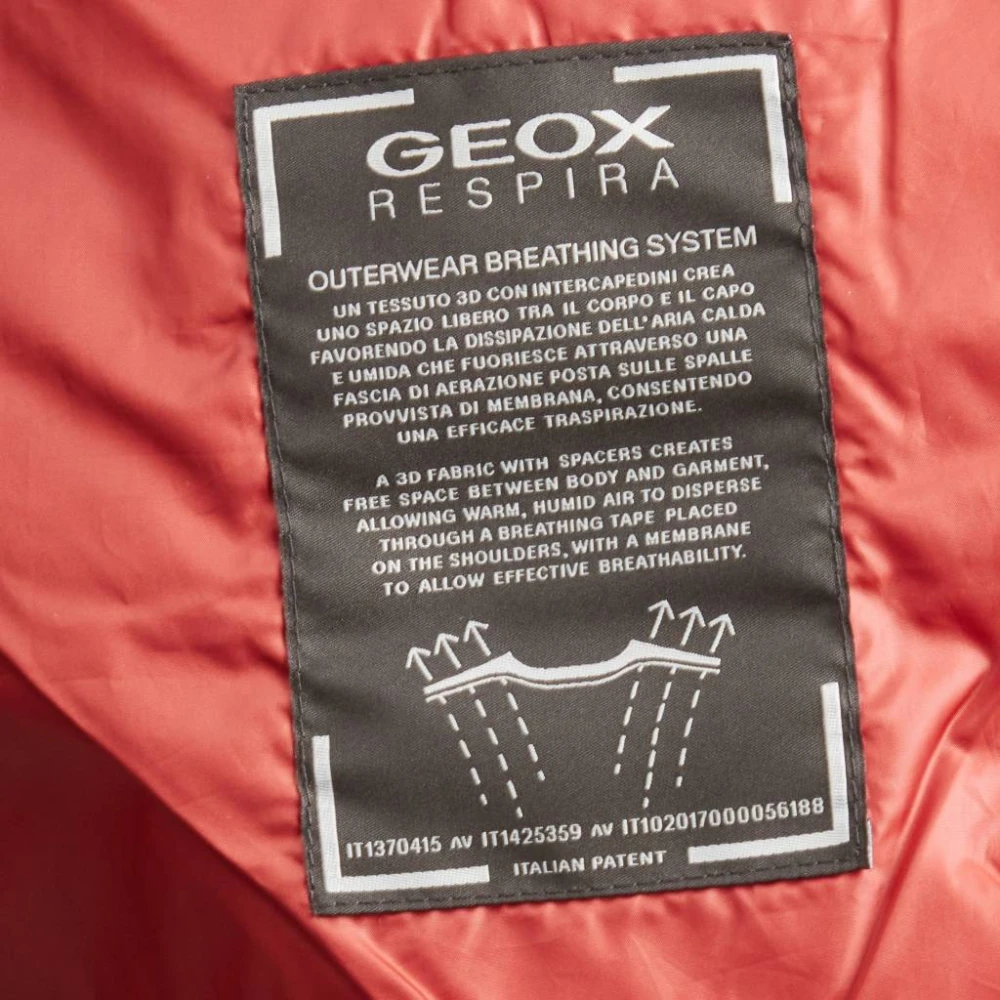 GEOX
RESPIRA
OUTERWEAR BREATHING SYSTEM
UN TESSUTO 3D CON INTERCAPEDINI CREA
UNO SPAZIO LIBERO TRA IL CORPO E IL CAPO
FAVORENDO LA DISSIPAZIONE DELL'ARIA CALDA
E UMIDA CHE FUORIESCE ATTRAVERSO UNA
FASCIA DI AERAZIONE POSTA SULLE SPALLE
PROVVISTA DI MEMBRANA, CONSENTENDO
UNA EFFICACE TRASPIRAZIONE.
A 3D FABRIC WITH SPACERS CREATES
FREE SPACE BETWEEN BODY AND GARMENT,
ALLOWING WARM, HUMID AIR TO DISPERSE
THROUGH A BREATHING TAPE PLACED
ON THE SHOULDERS, WITH A MEMBRANE
TO ALLOW EFFECTIVE BREATHABILITY.
IT1370415 AV IT1425359 AV IT102017000056188
ITALIAN PATENT